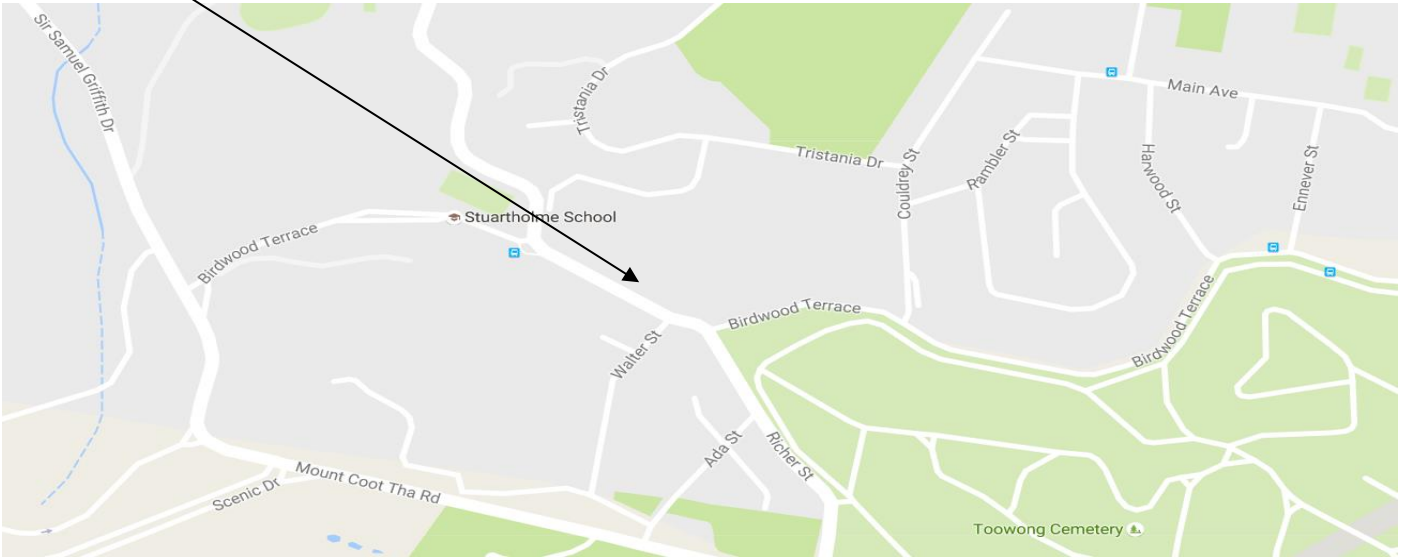 Sir Samuel Griffith Dr
Tristania Dr
Main Ave
Tristania Dr
Couldrey St
Rambler St
Harwood St
Ennever St
Stuartholme School
Birdwood Terrace
Birdwood Terrace
Birdwood Terrace
Walter St
Ada St
Richer St
Mount Coot Tha Rd
Scenic Dr
Toowong Cemetery